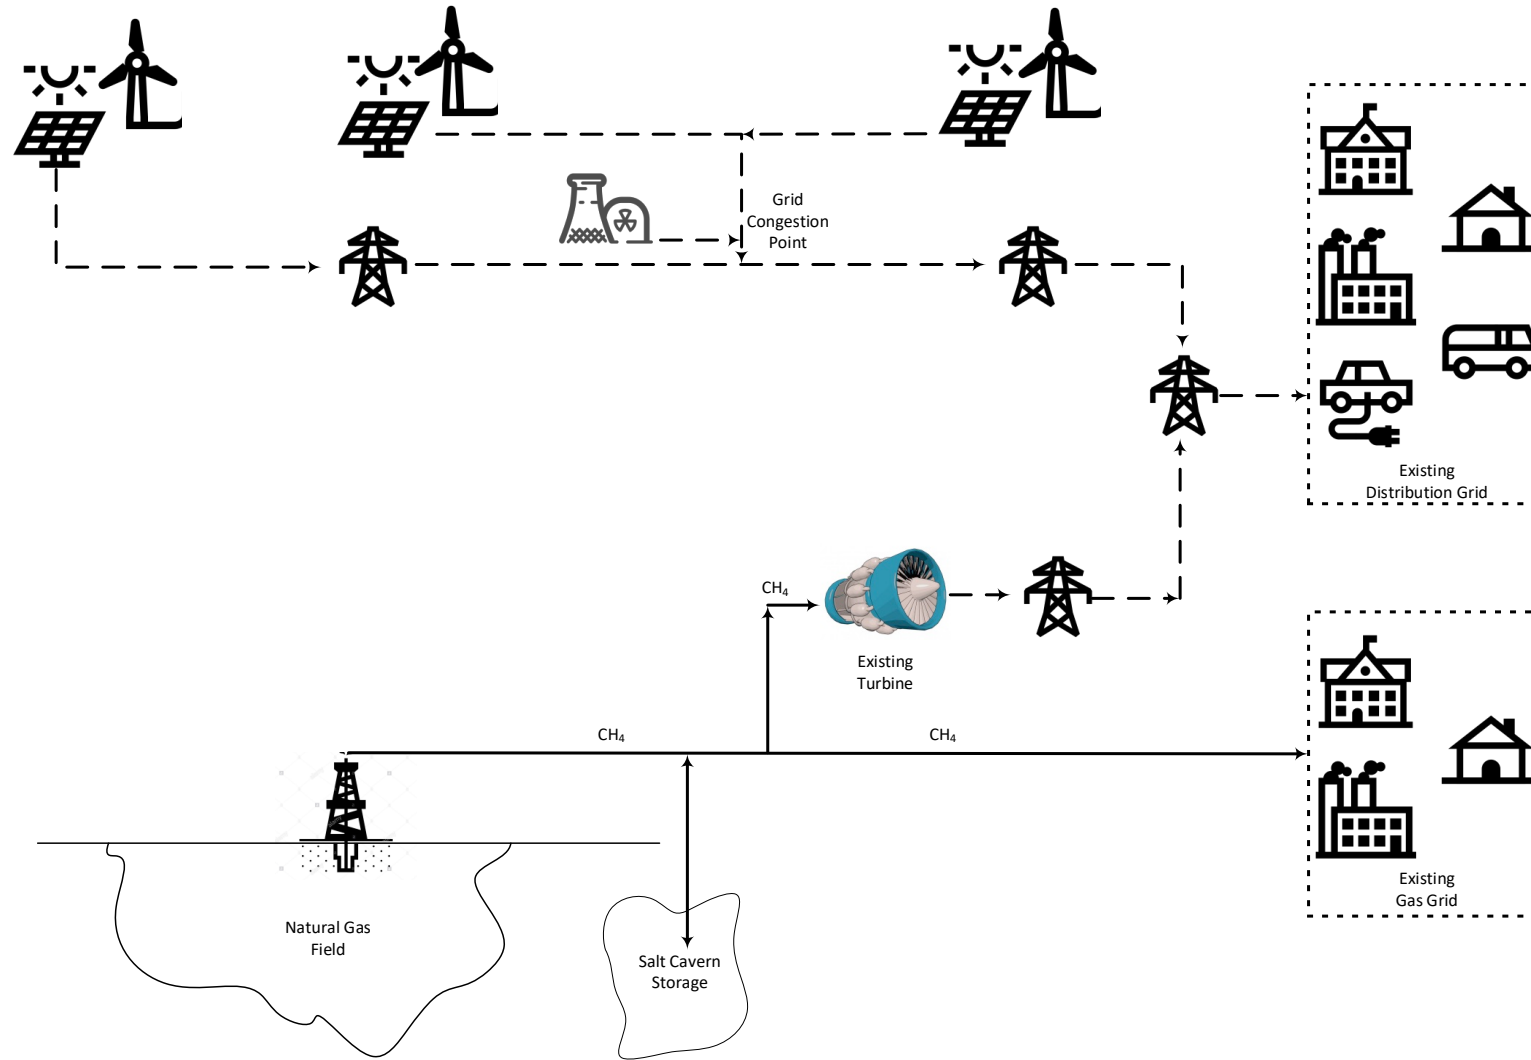 Grid
Congestion
Point
Existing
Distribution Grid
CH₄
Existing
Turbine
CH₄
CH₄
Existing
Gas Grid
Natural Gas
Field
Salt Cavern
Storage